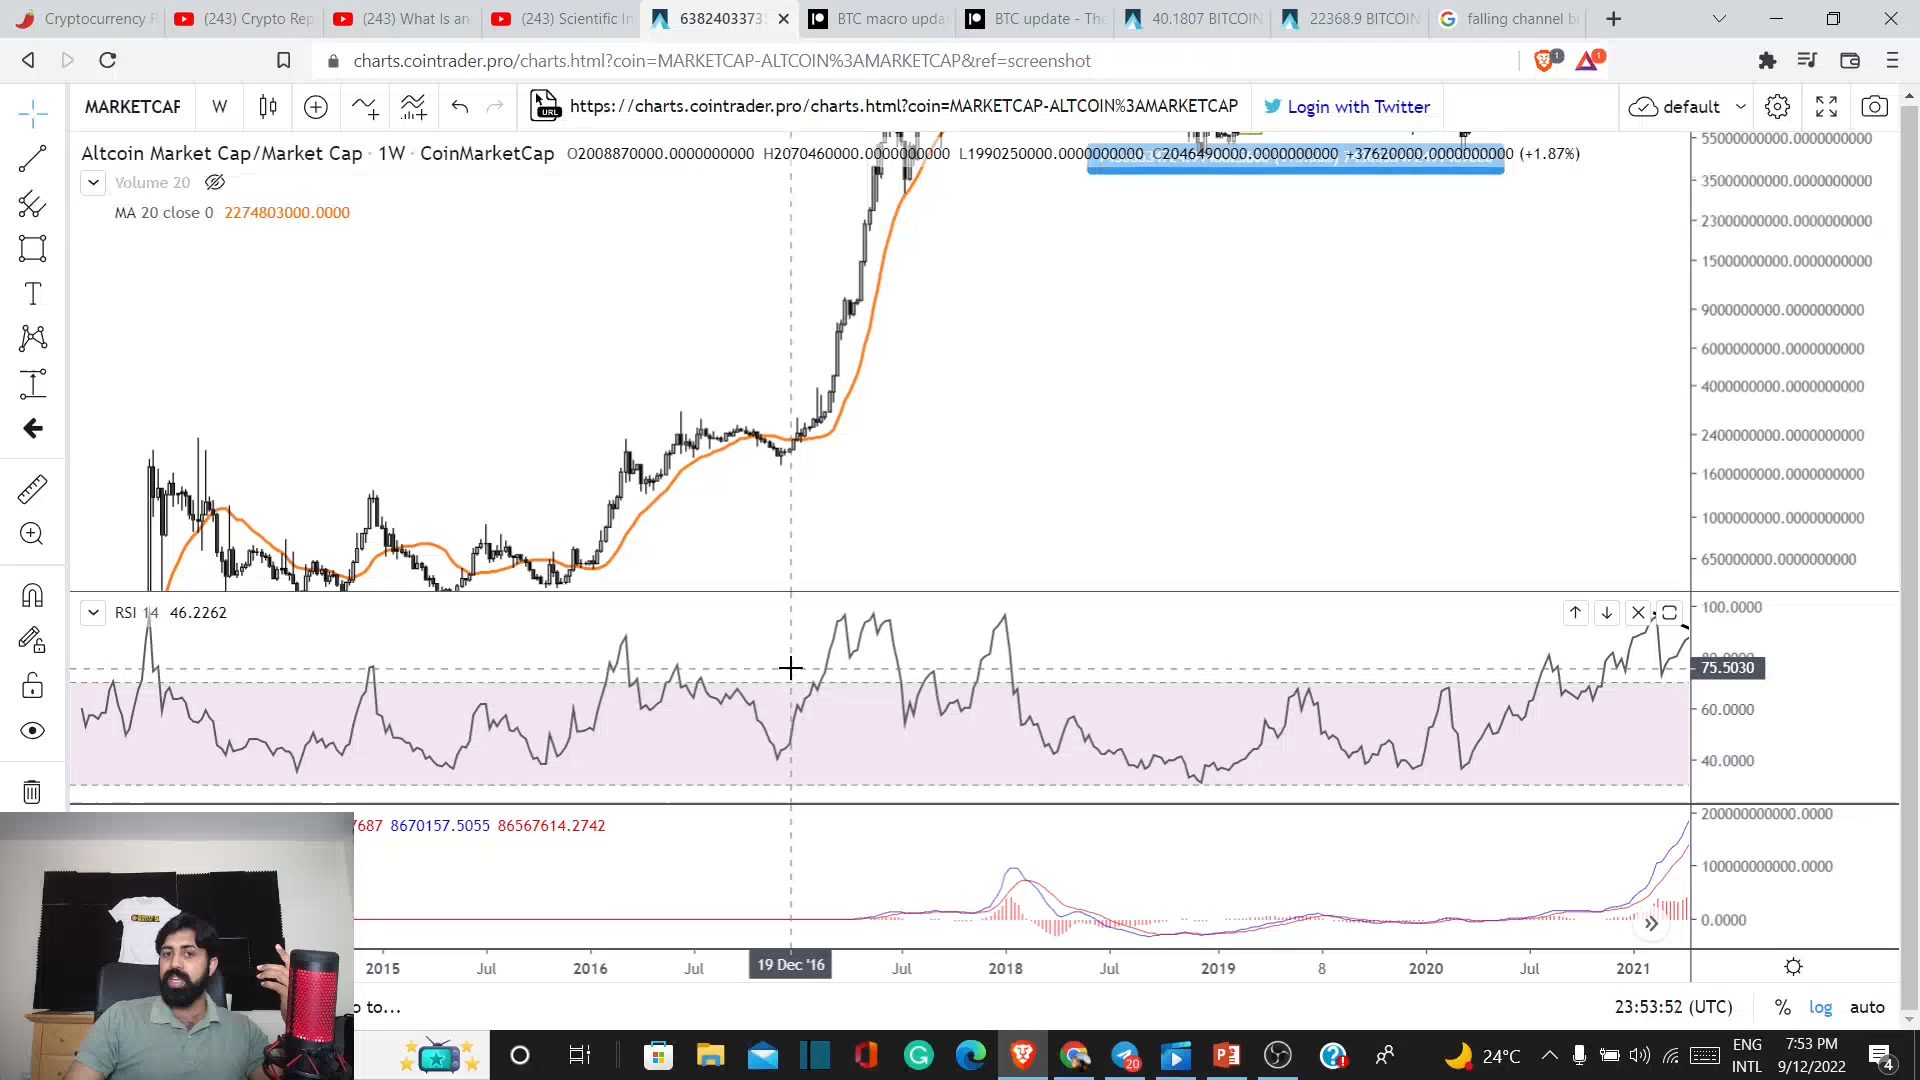 Cryptocurrency R
(243) Crypto Rep
(243) What Is an
(243) Scientific In
6382403373
BTC macro upda
BTC update - The
40.1807 BITCOIN
22368.9 BITCOIN
falling channel b
charts.cointrader.pro/charts.html?coin=MARKETCAP-ALTCOIN%3AMARKETCAP&ref=screenshot
1
1
MARKETCAP
W
URL
https://charts.cointrader.pro/charts.html?coin=MARKETCAP-ALTCOIN%3AMARKETCAP
Login with Twitter
default
Altcoin Market Cap/Market Cap · 1W · CoinMarketCap O2008870000.0000000000 H2070460000.0000000000 L1990250000.0000000000 C2046490000.0000000000 +37620000.0000000000 (+1.87%)
Volume 20
MA 20 close 0 2274803000.0000
35000000000.0000000000
23000000000.0000000000
15000000000.0000000000
9000000000.0000000000
6000000000.0000000000
4000000000.0000000000
2400000000.0000000000
1600000000.0000000000
1000000000.0000000000
650000000.0000000000
RSI 14 46.2262
100.0000
75.5030
60.0000
40.0000
7687 8670157.5055 86567614.2742
200000000000.0000
100000000000.0000
0.0000
2015 Jul 2016 Jul 19 Dec '16 Jul 2018 Jul 2019 8 2020 Jul 2021
o to...
23:53:52 (UTC) % log auto
20
24°C
ENG
INTL
7:53 PM
9/12/2022
4